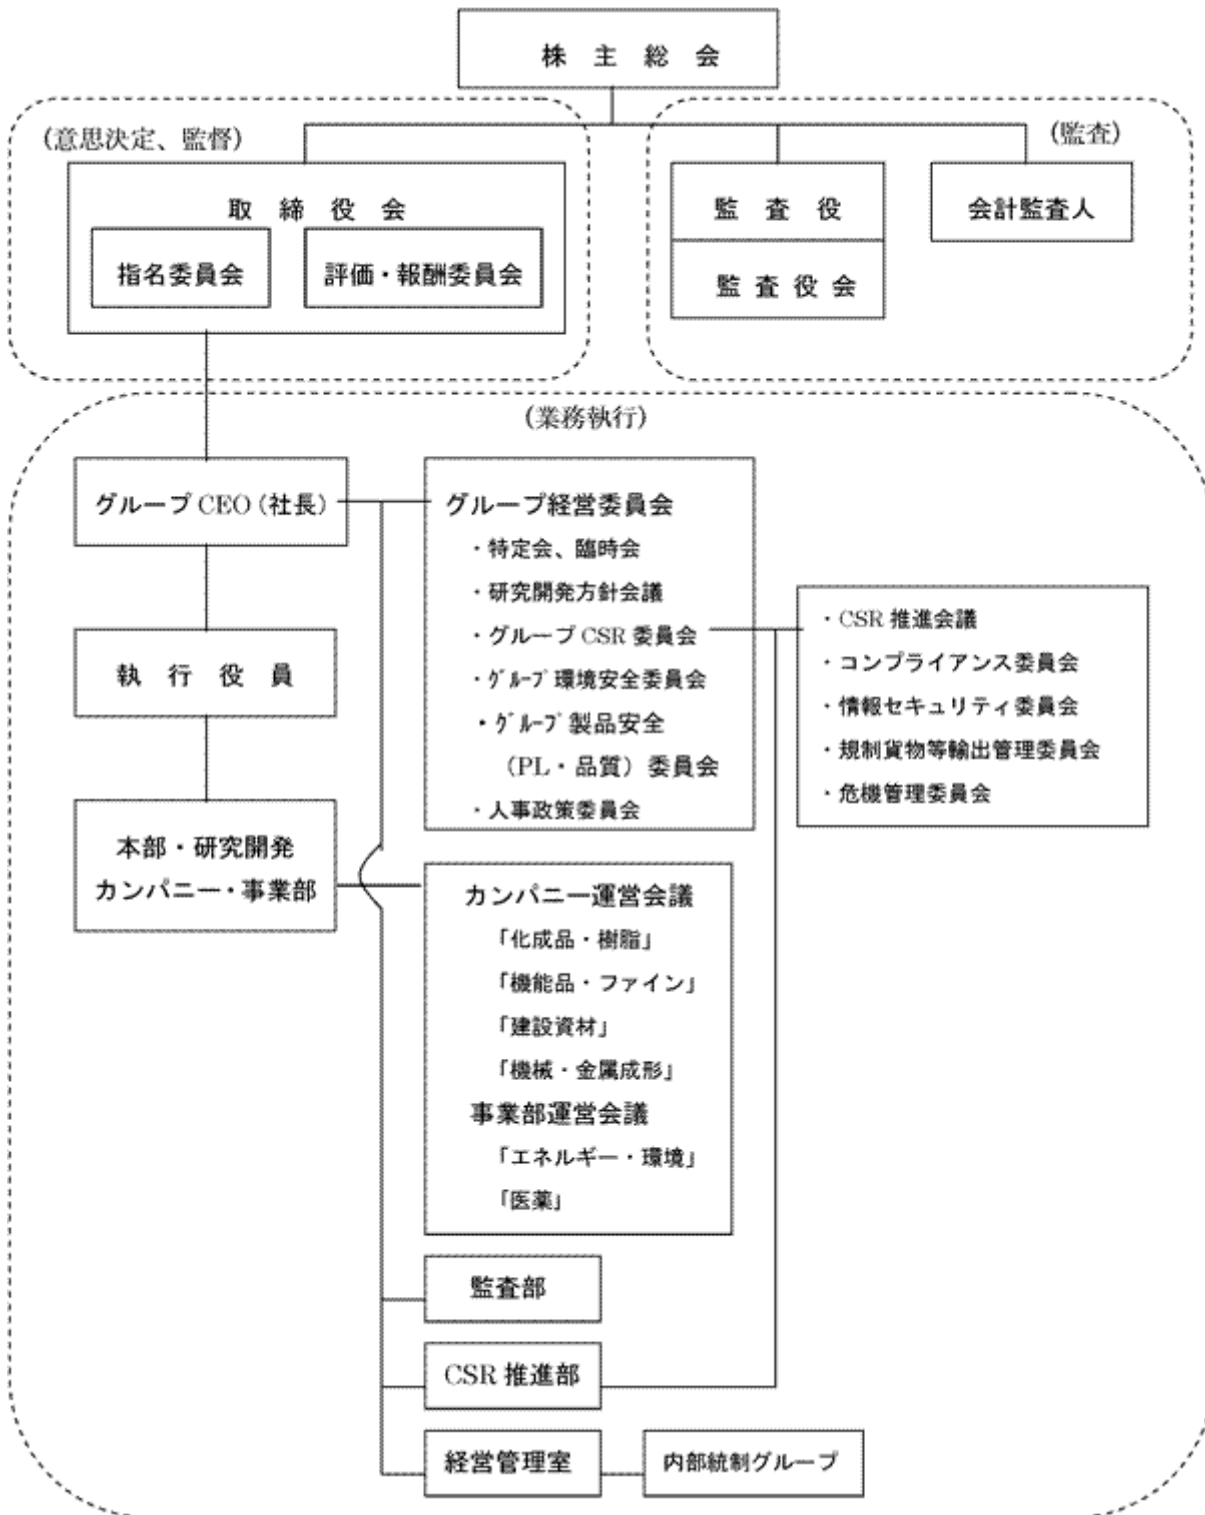 株主総会
(意思決定、監督)
(監査)
取締役会
指名委員会
評価・報酬委員会
監査役
監査役会
会計監査人
(業務執行)
グループ CEO (社長)
執行役員
本部・研究開発
カンパニー・事業部
グループ経営委員会
・特定会、臨時会
・研究開発方針会議
・グループ CSR 委員会
・グループ環境安全委員会
・グループ製品安全
(PL・品質) 委員会
・人事政策委員会
・CSR 推進会議
・コンプライアンス委員会
・情報セキュリティ委員会
・規制貨物等輸出管理委員会
・危機管理委員会
カンパニー運営会議
「化成品・樹脂」
「機能品・ファイン」
「建設資材」
「機械・金属成形」
事業部運営会議
「エネルギー・環境」
「医薬」
監査部
CSR 推進部
経営管理室
内部統制グループ